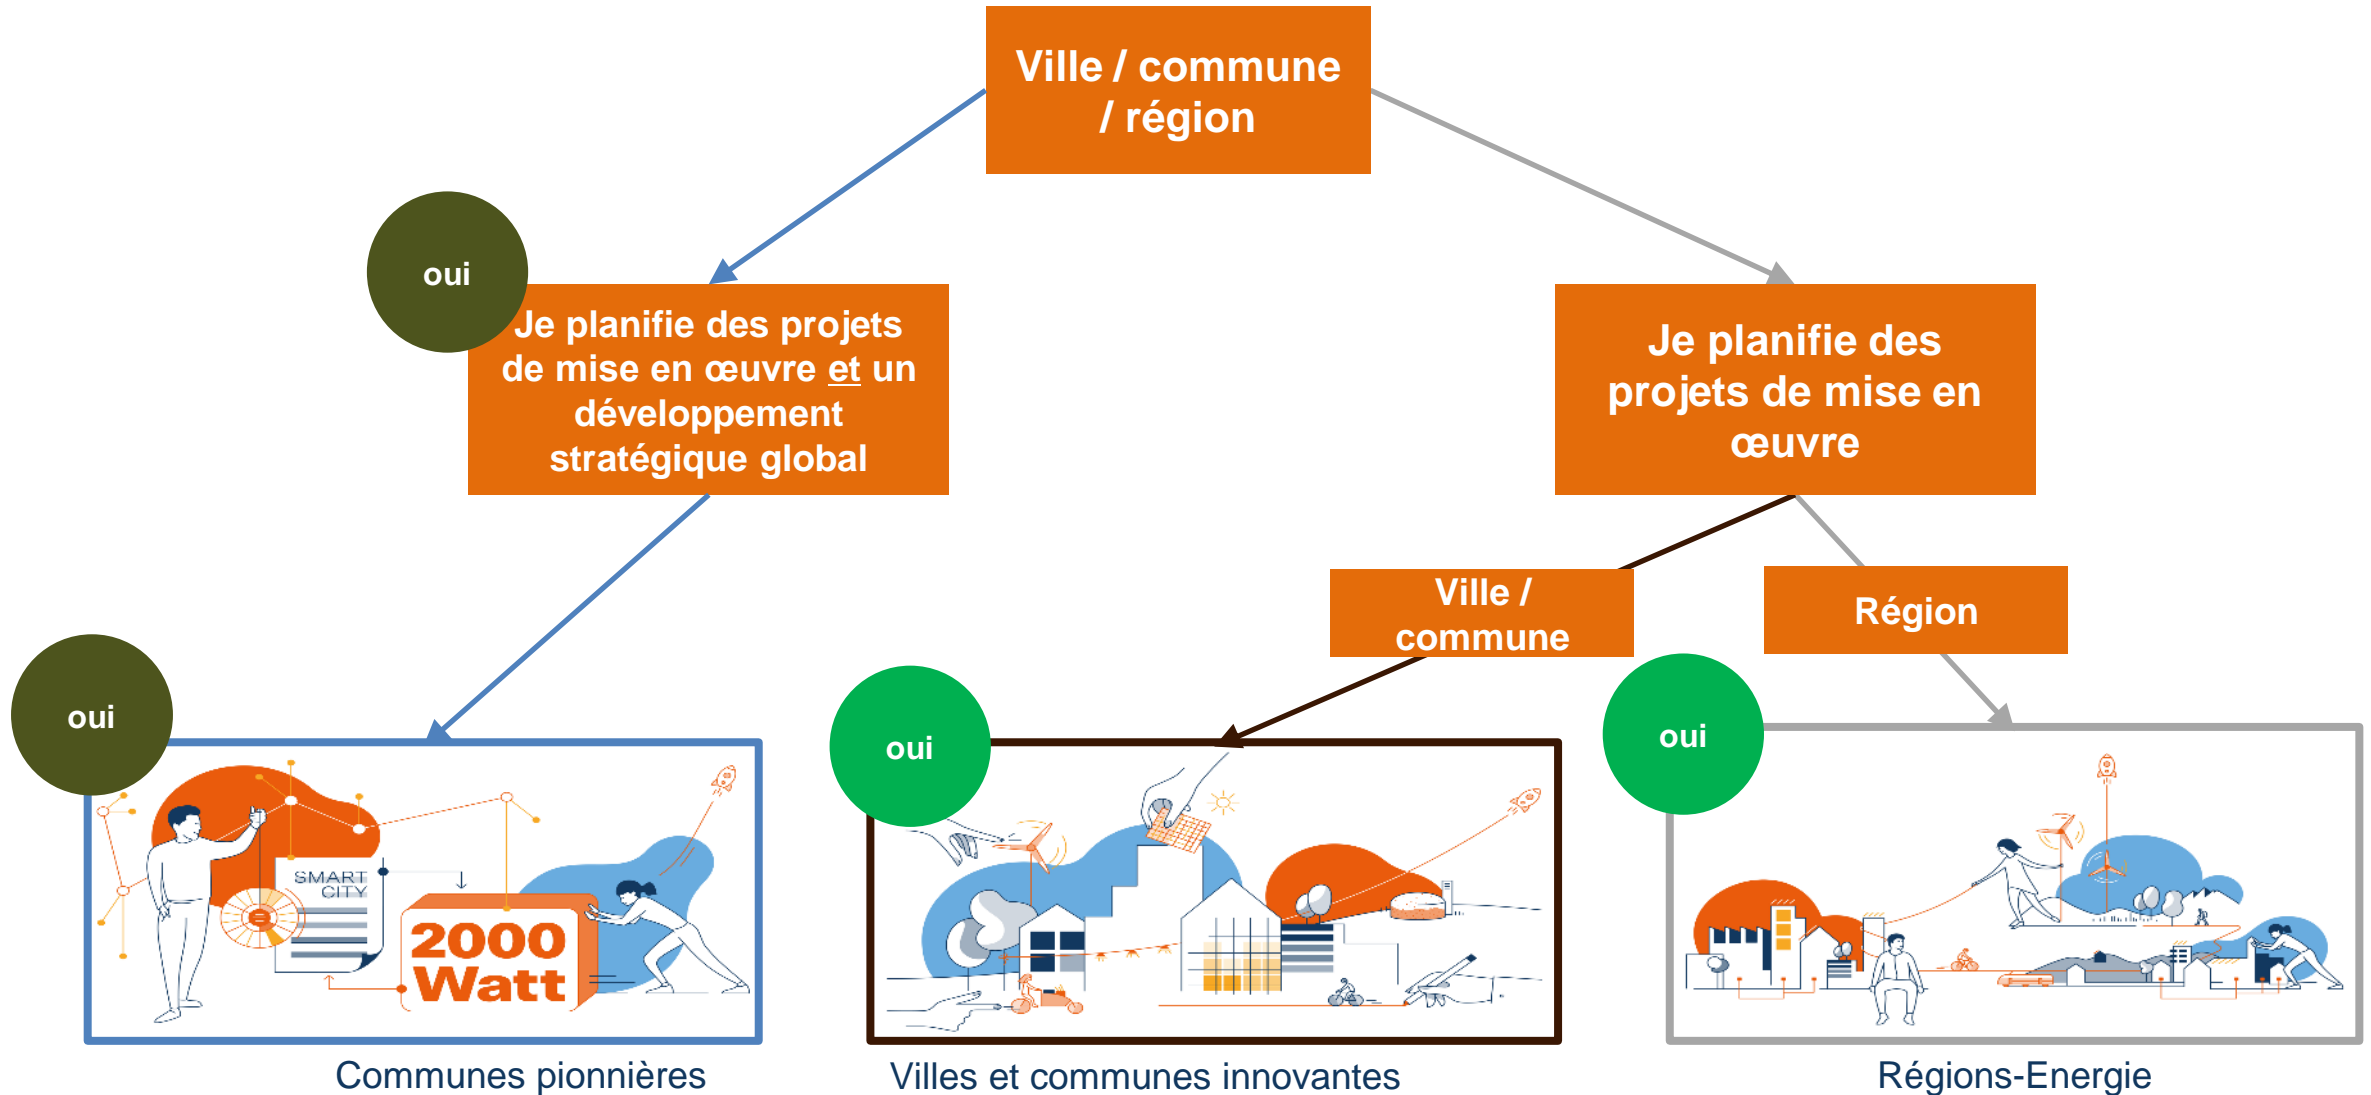 Ville / commune
/ région
oui
Je planifie des projets
de mise en œuvre et un
développement
stratégique global
Je planifie des
projets de mise en
œuvre
Ville /
commune
Région
oui
oui
oui
SMART
CITY
e
2000
Watt
Communes pionnières
Villes et communes innovantes
Régions-Energie